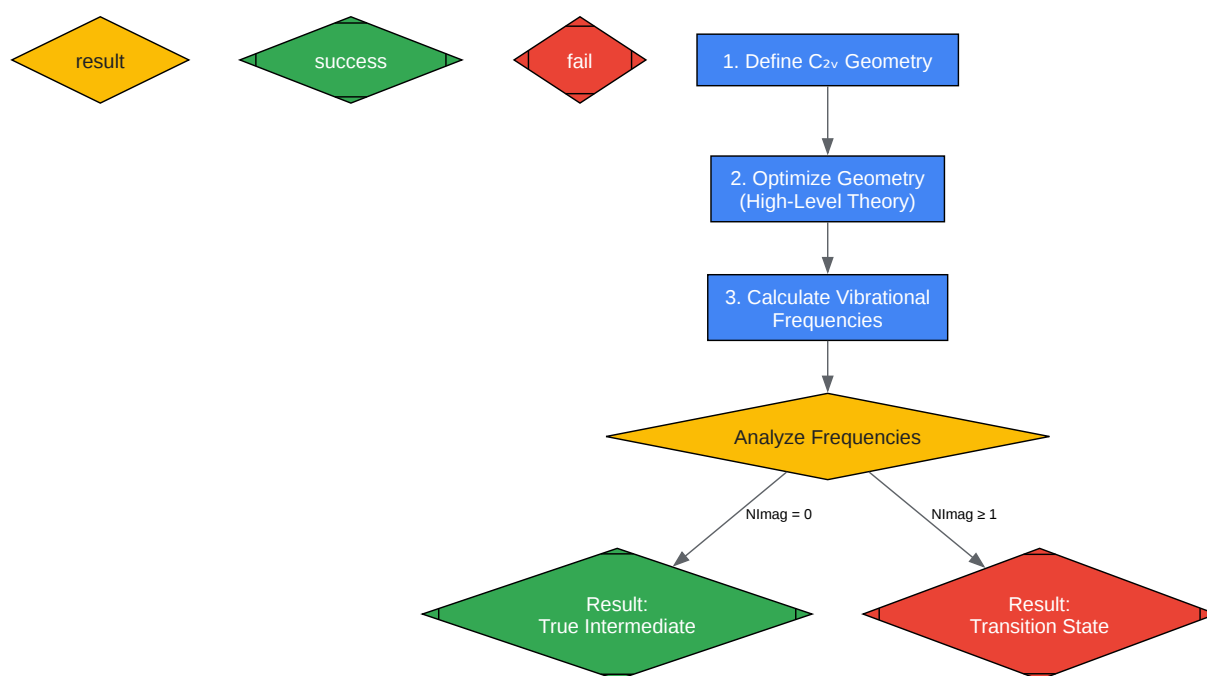 result
success
fail
1. Define C₂ᵥ Geometry
2. Optimize Geometry
(High-Level Theory)
3. Calculate Vibrational
Frequencies
Analyze Frequencies
NImag = 0
NImag ≥ 1
Result:
True Intermediate
Result:
Transition State